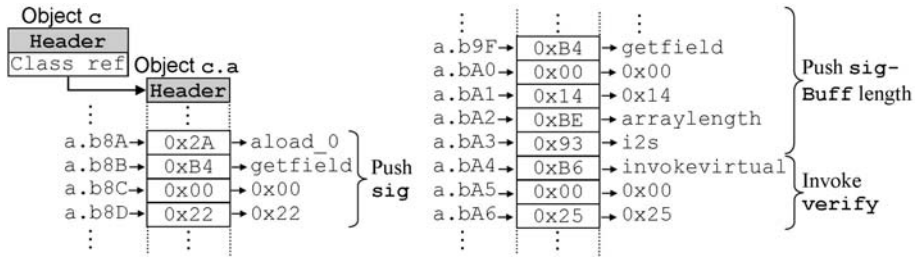 Object c
Header
Class ref
Object c.a
Header
a.b8A 0x2A aload_0
a.b8B 0xB4 getfield
a.b8C 0x00 0x00
a.b8D 0x22 0x22
Push
sig
a.b9F 0xB4 getfield
a.bA0 0x00 0x00
a.bA1 0x14 0x14
a.bA2 0xBE arraylength
a.bA3 0x93 i2s
a.bA4 0xB6 invokevirtual
a.bA5 0x00 0x00
a.bA6 0x25 0x25
Push sig-
Buff length
Invoke
verify